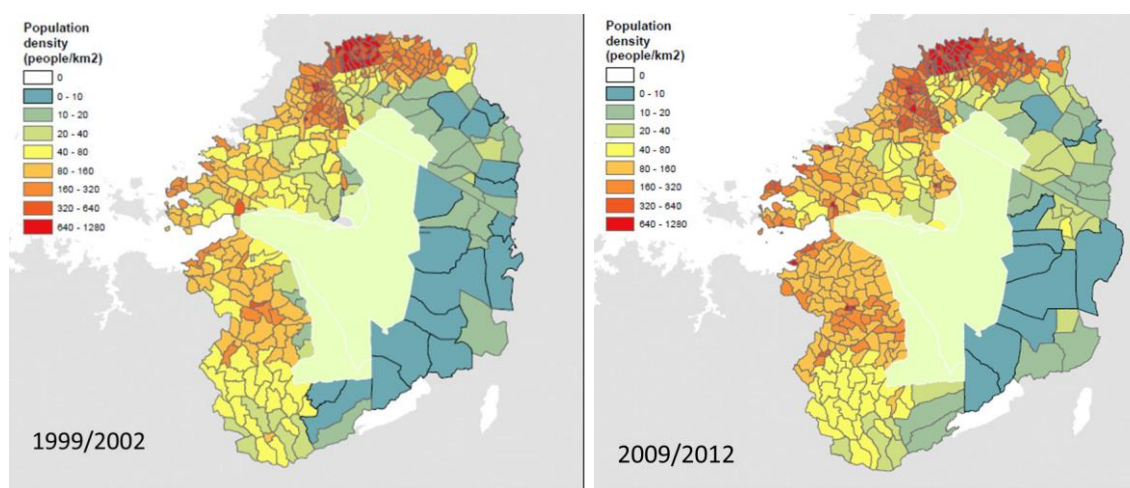 Population
density
(people/km2)
0
0 - 10
10 - 20
20 - 40
40 - 80
80 - 160
160 - 320
320 - 640
640 - 1280
1999/2002
Population
density
(people/km2)
0
0 - 10
10 - 20
20 - 40
40 - 80
80 - 160
160 - 320
320 - 640
640 - 1280
2009/2012